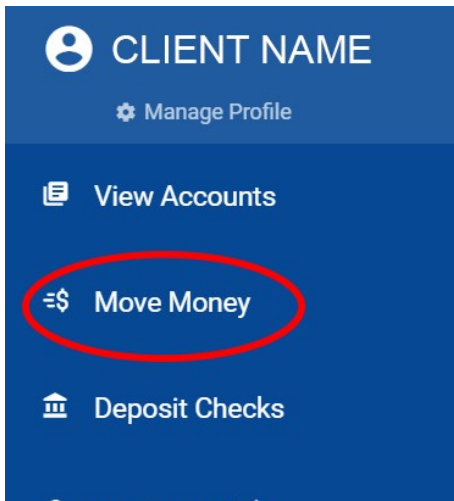 CLIENT NAME
Manage Profile
View Accounts
Move Money
Deposit Checks